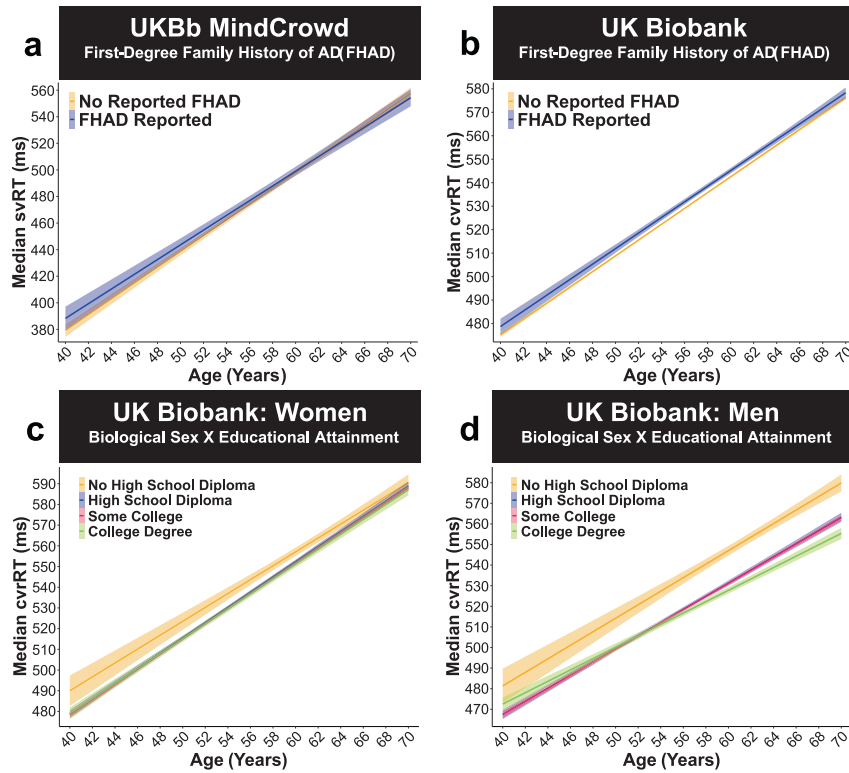 a
UKBb MindCrowd
First-Degree Family History of AD(FHAD)
No Reported FHAD
FHAD Reported
Median svRT (ms)
560
540
520
500
480
460
440
420
400
380
40 42 44 46 48 50 52 54 56 58 60 62 64 66 68 70
Age (Years)
b
UK Biobank
First-Degree Family History of AD(FHAD)
No Reported FHAD
FHAD Reported
Median cvrRT (ms)
580
570
560
550
540
530
520
510
500
490
480
40 42 44 46 48 50 52 54 56 58 60 62 64 66 68 70
Age (Years)
c
UK Biobank: Women
Biological Sex X Educational Attainment
No High School Diploma
High School Diploma
Some College
College Degree
Median cvrRT (ms)
590
580
570
560
550
540
530
520
510
500
490
480
40 42 44 46 48 50 52 54 56 58 60 62 64 66 68 70
Age (Years)
d
UK Biobank: Men
Biological Sex X Educational Attainment
No High School Diploma
High School Diploma
Some College
College Degree
Median cvrRT (ms)
580
570
560
550
540
530
520
510
500
490
480
470
40 42 44 46 48 50 52 54 56 58 60 62 64 66 68 70
Age (Years)